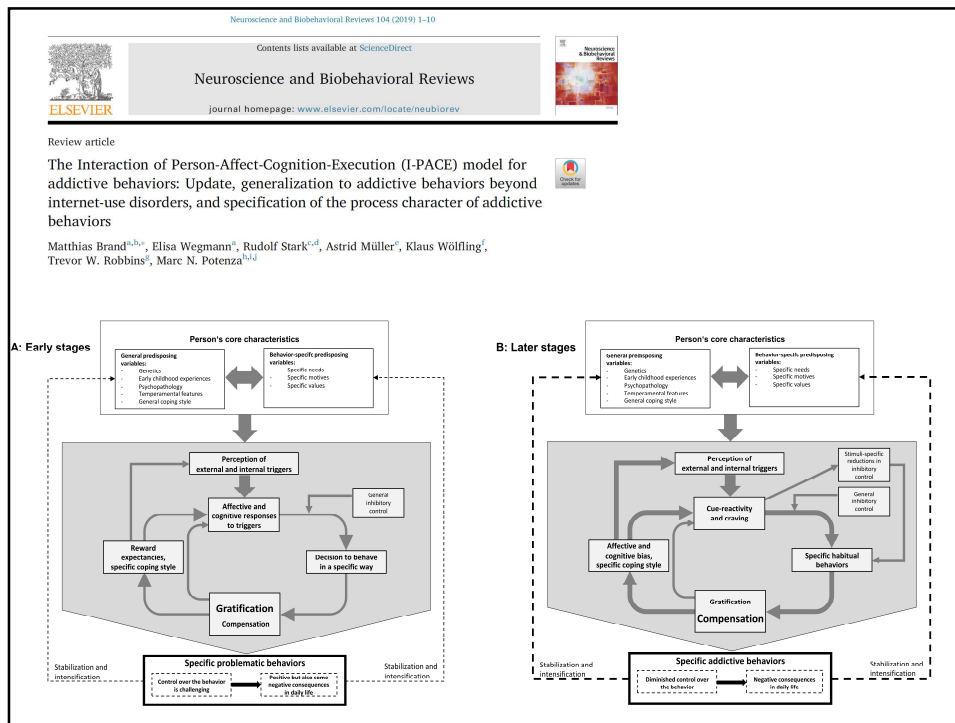 Neuroscience and Biobehavioral Reviews 104 (2019) 1–10
Contents lists available at ScienceDirect
Neuroscience and Biobehavioral Reviews
journal homepage: www.elsevier.com/locate/neubiorev
ELSEVIER
Neuroscience
& Biobehavioral
Reviews
Review article
The Interaction of Person-Affect-Cognition-Execution (I-PACE) model for
addictive behaviors: Update, generalization to addictive behaviors beyond
internet-use disorders, and specification of the process character of addictive
behaviors
Check for
updates
Matthias Brand a,b,*, Elisa Wegmann a, Rudolf Stark c,d, Astrid Müller e, Klaus Wölfling f,
Trevor W. Robbins g, Marc N. Potenza h,i,j
A: Early stages
Person's core characteristics
General predisposing
variables:
- Genetics
- Early childhood experiences
- Psychopathology
- Temperamental features
- General coping style
Behavior-specific predisposing
variables:
- Specific needs
- Specific motives
- Specific values
Perception of
external and internal triggers
Affective and
cognitive responses
to triggers
General
inhibitory
control
Reward
expectancies,
specific coping style
Decision to behave
in a specific way
Gratification
Compensation
Stabilization and
intensification
Specific problematic behaviors
Control over the behavior
is challenging
Positive but also some
negative consequences
in daily life
Stabilization and
intensification
B: Later stages
Person's core characteristics
General predisposing
variables:
- Genetics
- Early childhood experiences
- Psychopathology
- Temperamental features
- General coping style
Behavior-specific predisposing
variables:
- Specific needs
- Specific motives
- Specific values
Perception of
external and internal triggers
Stimuli-specific
reductions in
inhibitory
control
Cue-reactivity
and craving
General
inhibitory
control
Affective and
cognitive bias,
specific coping style
Specific habitual
behaviors
Gratification
Compensation
Stabilization and
intensification
Specific addictive behaviors
Diminished control over
the behavior
Negative consequences
in daily life
Stabilization and
intensification